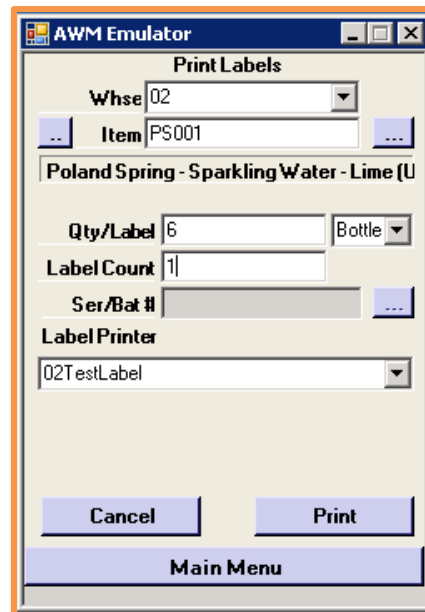 AWM Emulator
Print Labels
Whse 02
.. Item PS001 ...
Poland Spring - Sparkling Water - Lime (U
Qty/Label 6 Bottle
Label Count 1
Ser/Bat # ...
Label Printer
02TestLabel
Cancel Print
Main Menu